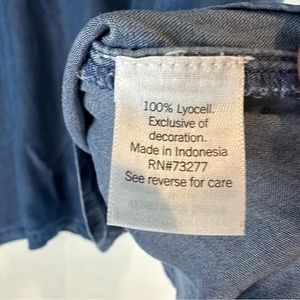 100% Lyocell.
Exclusive of
decoration.
Made in Indonesia
RN#73277
See reverse for care